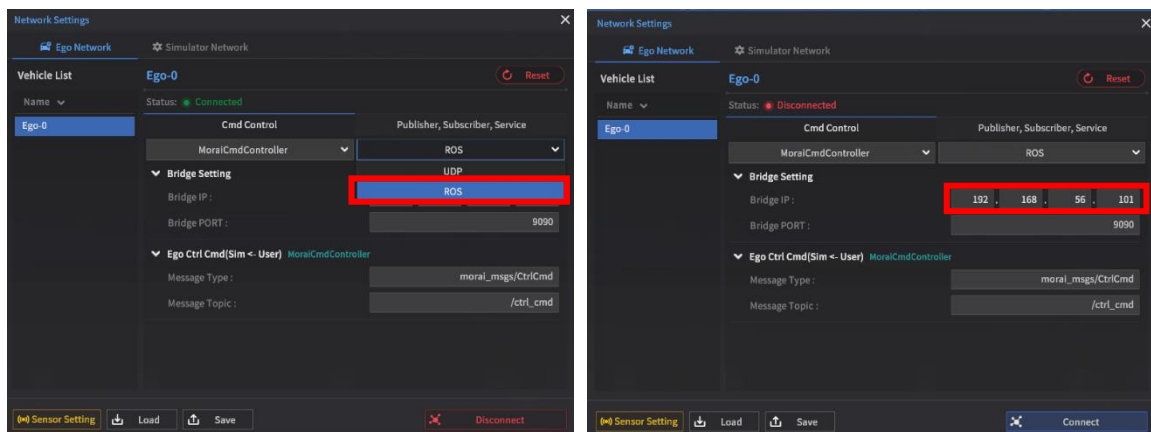 Network Settings
Ego Network Simulator Network
Vehicle List Ego-0 Reset
Name Status: Connected
Ego-0 Cmd Control Publisher, Subscriber, Service
MoraiCmdController ROS
Bridge Setting UDP
Bridge IP : ROS
Bridge PORT : 9090
Ego Ctrl Cmd(Sim <- User) MoraiCmdController
Message Type : morai_msgs/CtrlCmd
Message Topic : /ctrl_cmd
Sensor Setting Load Save Disconnect
Network Settings
Ego Network Simulator Network
Vehicle List Ego-0 Reset
Name Status: Disconnected
Ego-0 Cmd Control Publisher, Subscriber, Service
MoraiCmdController ROS
Bridge Setting
Bridge IP : 192 . 168 . 56 . 101
Bridge PORT : 9090
Ego Ctrl Cmd(Sim <- User) MoraiCmdController
Message Type : morai_msgs/CtrlCmd
Message Topic : /ctrl_cmd
Sensor Setting Load Save Connect